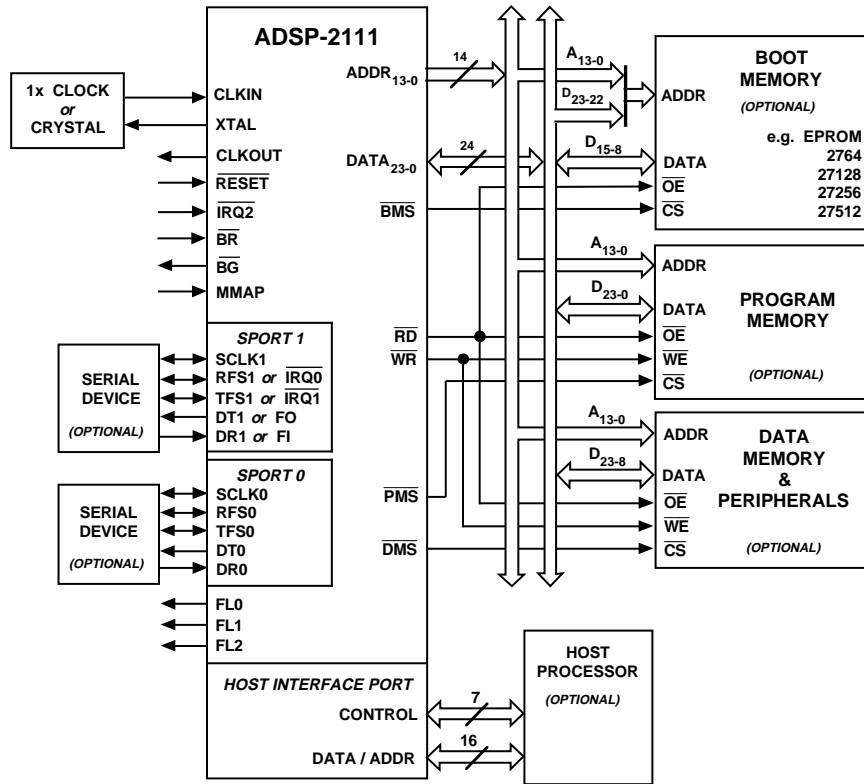 ADSP-2111
1x CLOCK
or
CRYSTAL
CLKIN
XTAL
CLKOUT
RESET
IRQ2
BR
BG
MMAP
ADDR13-0
14
DATA23-0
24
BMS
RD
WR
PMS
DMS
SERIAL
DEVICE
(OPTIONAL)
SPORT 1
SCLK1
RFS1 or IRQ0
TFS1 or IRQ1
DT1 or FO
DR1 or FI
SERIAL
DEVICE
(OPTIONAL)
SPORT 0
SCLK0
RFS0
TFS0
DT0
DR0
FL0
FL1
FL2
HOST INTERFACE PORT
CONTROL
7
DATA / ADDR
16
A13-0
D23-22
D15-8
BOOT
MEMORY
(OPTIONAL)
e.g. EPROM
2764
27128
27256
27512
ADDR
DATA
OE
CS
A13-0
D23-0
PROGRAM
MEMORY
(OPTIONAL)
ADDR
DATA
OE
WE
CS
A13-0
D23-8
DATA
MEMORY
&
PERIPHERALS
(OPTIONAL)
ADDR
DATA
OE
WE
CS
HOST
PROCESSOR
(OPTIONAL)